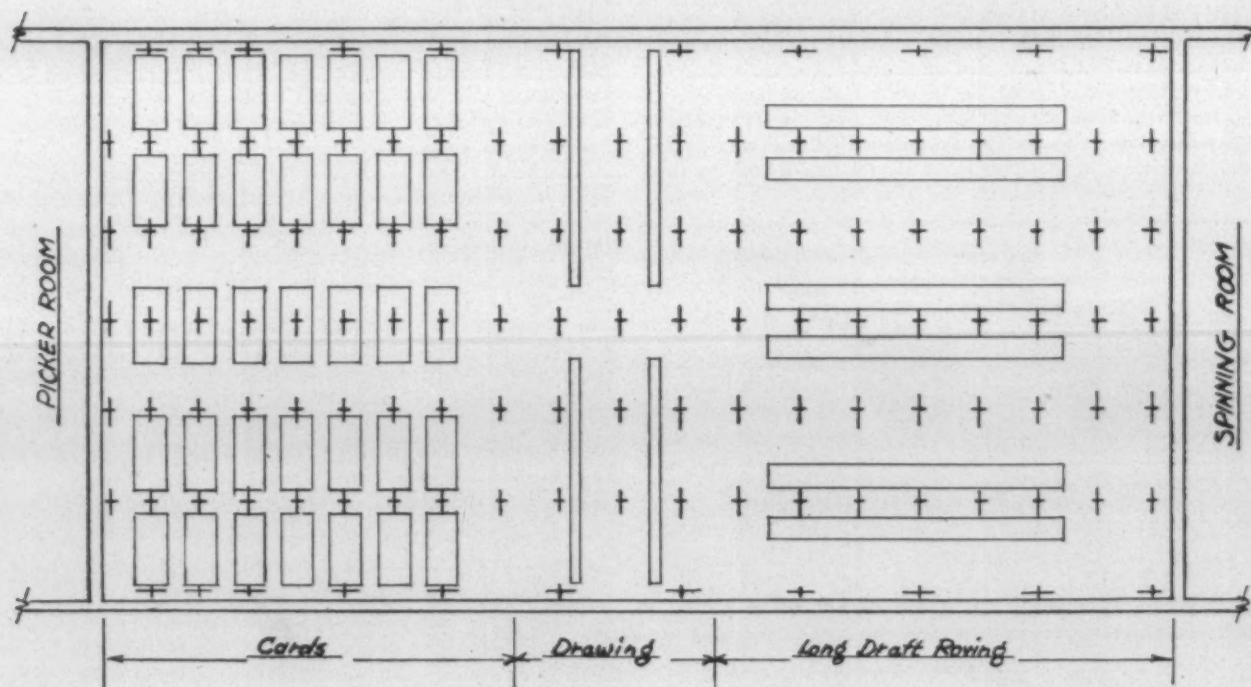 PICKER ROOM
SPINNING ROOM
Cards
Drawing
Long Draft Roving